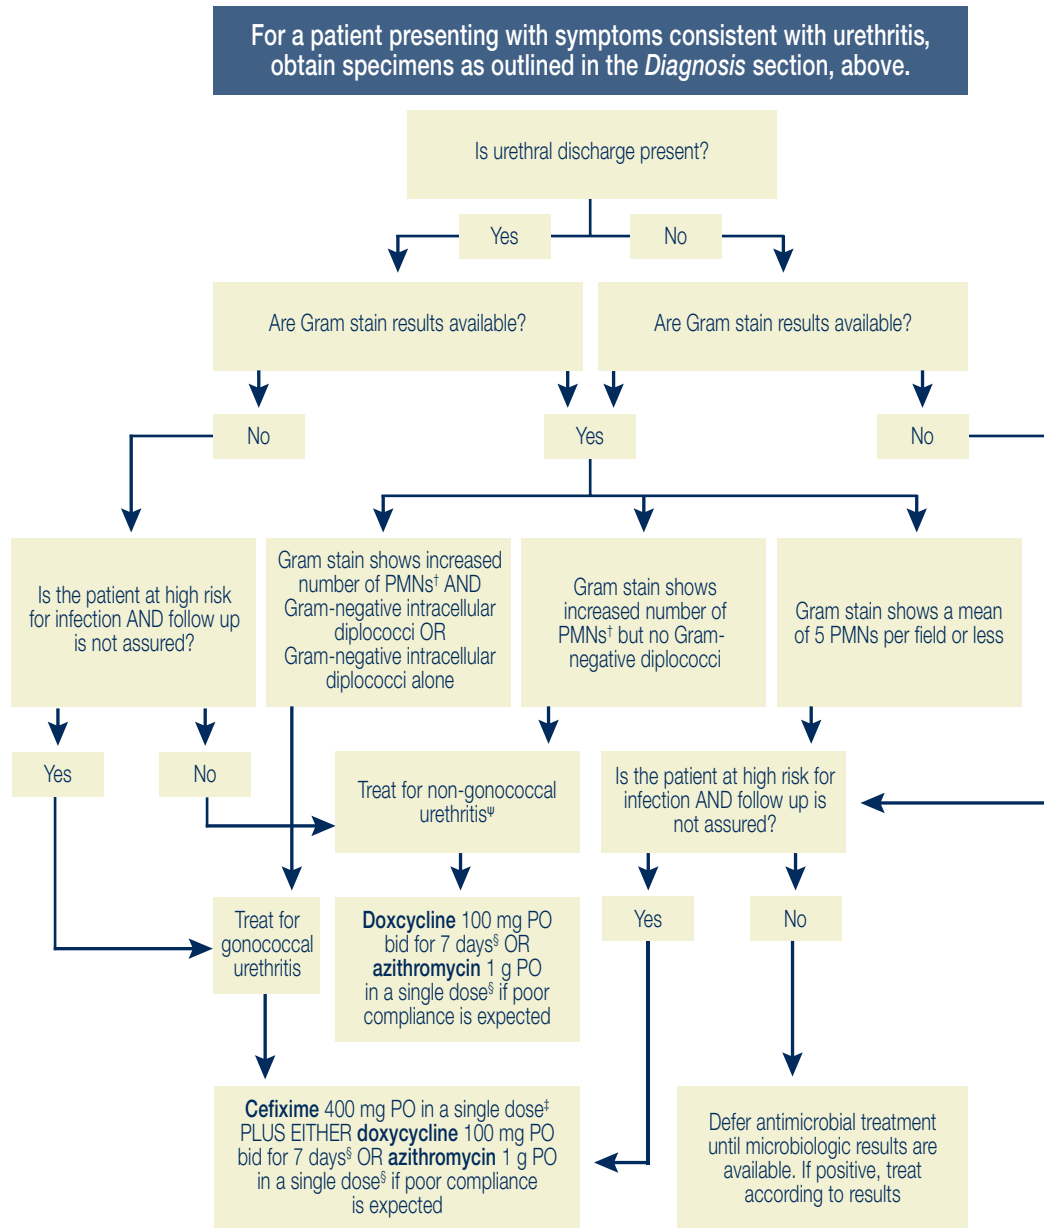 For a patient presenting with symptoms consistent with urethritis,
obtain specimens as outlined in the Diagnosis section, above.
Is urethral discharge present?
Yes
No
Are Gram stain results available?
Are Gram stain results available?
No
Yes
No
Is the patient at high risk
for infection AND follow up
is not assured?
Gram stain shows increased
number of PMNs† AND
Gram-negative intracellular
diplococci OR
Gram-negative intracellular
diplococci alone
Gram stain shows
increased number of
PMNs† but no Gram-
negative diplococci
Gram stain shows a mean
of 5 PMNs per field or less
Yes
No
Treat for non-gonococcal
urethritisᴪ
Is the patient at high risk for
infection AND follow up is
not assured?
Treat for
gonococcal
urethritis
Doxcycline 100 mg PO
bid for 7 days§ OR
azithromycin 1 g PO
in a single dose§ if poor
compliance is expected
Yes
No
Cefixime 400 mg PO in a single dose‡
PLUS EITHER doxycycline 100 mg PO
bid for 7 days§ OR azithromycin 1 g PO
in a single dose§ if poor compliance
is expected
Defer antimicrobial treatment
until microbiologic results are
available. If positive, treat
according to results